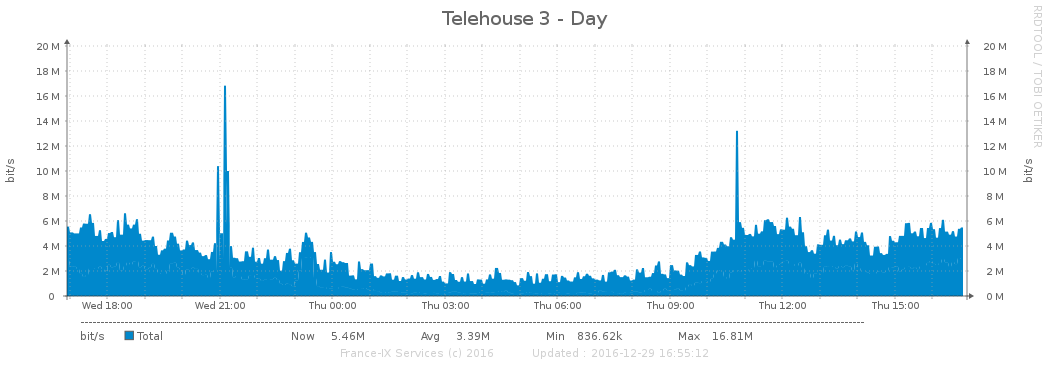 Telehouse 3 - Day
RRDTOOL / TOBI OETIKER
bit/s
bit/s
20 M 20 M
18 M 18 M
16 M 16 M
14 M 14 M
12 M 12 M
10 M 10 M
8 M 8 M
6 M 6 M
4 M 4 M
2 M 2 M
0 0 M
Wed 18:00 Wed 21:00 Thu 00:00 Thu 03:00 Thu 06:00 Thu 09:00 Thu 12:00 Thu 15:00
bit/s Total Now 5.46M Avg 3.39M Min 836.62k Max 16.81M
France-IX Services (c) 2016 Updated : 2016-12-29 16:55:12